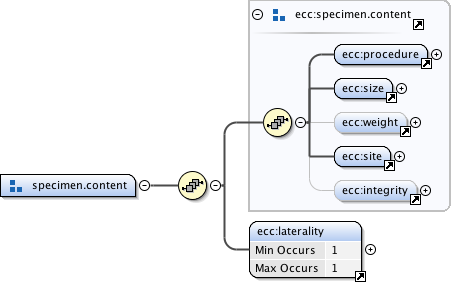 ecc:specimen.content
ecc:procedure
ecc:size
ecc:weight
ecc:site
ecc:integrity
specimen.content
ecc:laterality
Min Occurs 1
Max Occurs 1